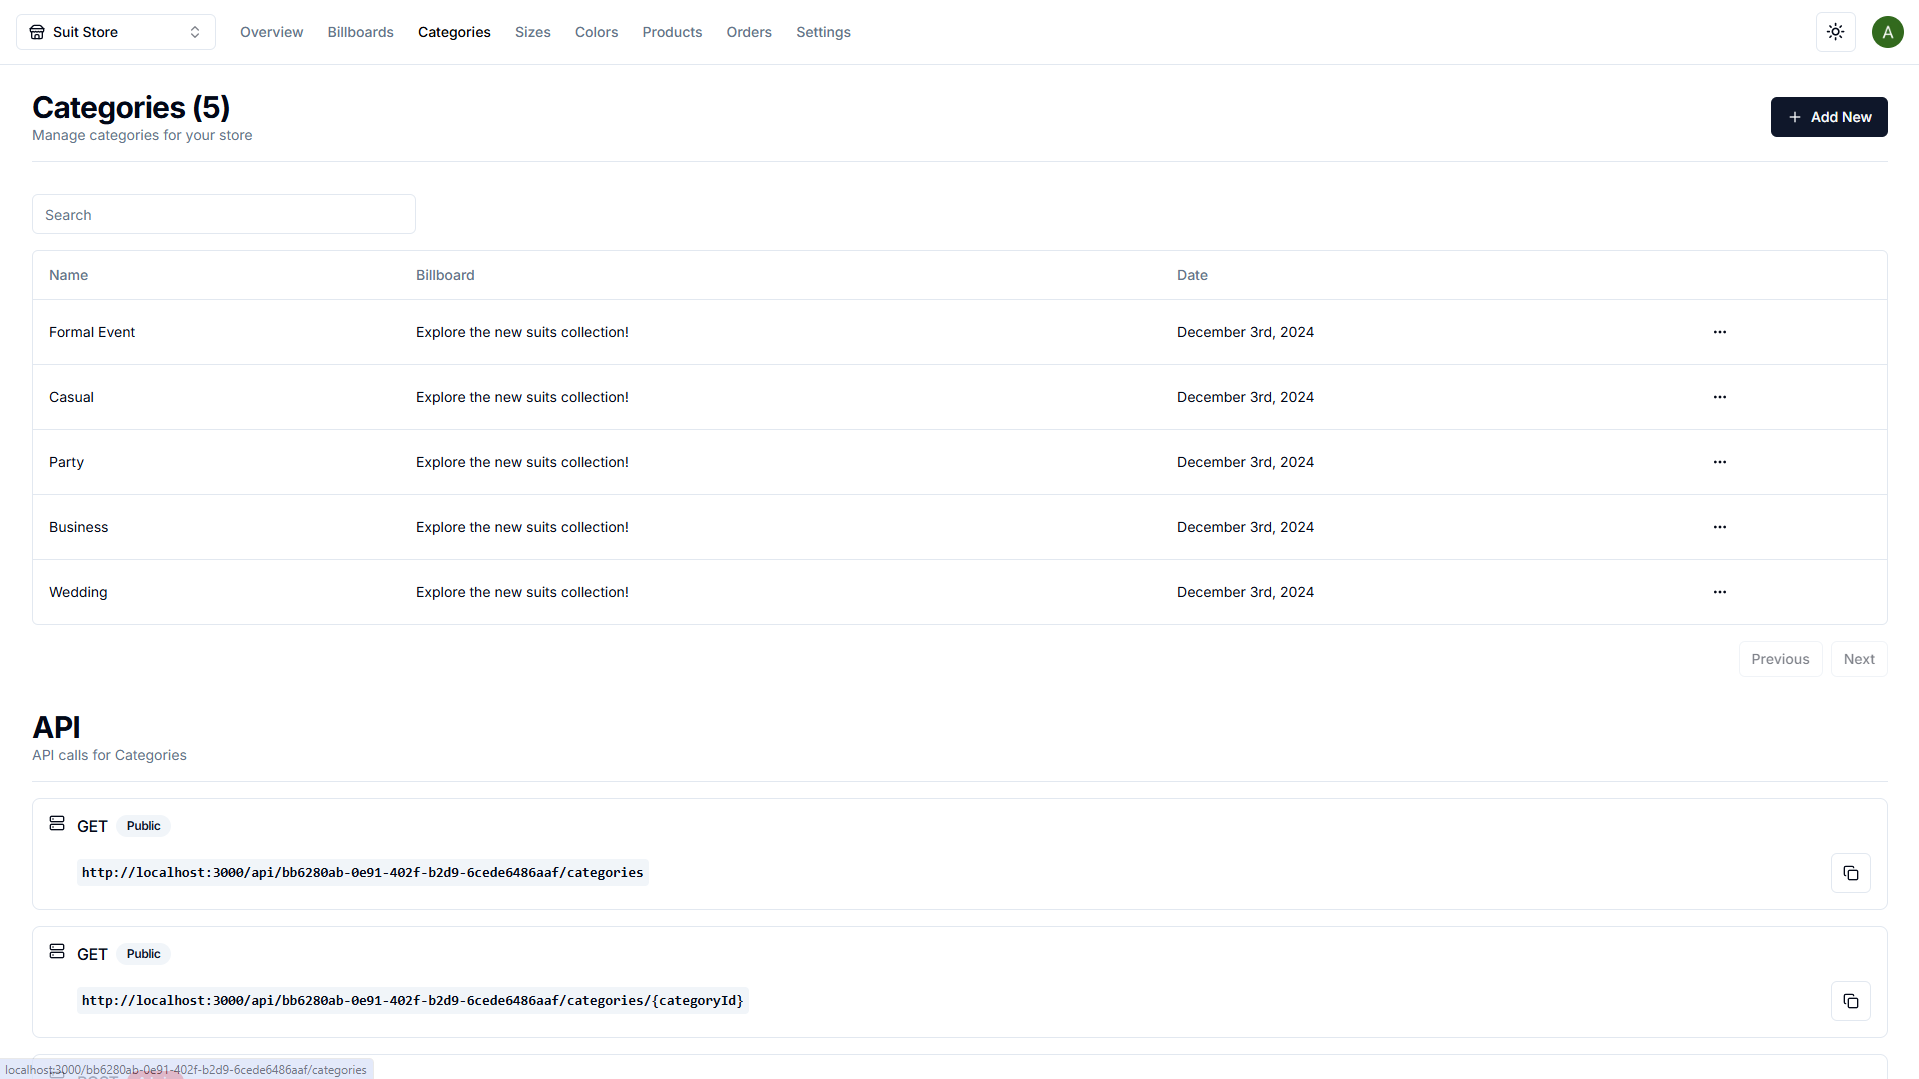 Suit Store Overview Billboards Categories Sizes Colors Products Orders Settings A
Categories (5)
Manage categories for your store
Add New
Search
Name Billboard Date
Formal Event Explore the new suits collection! December 3rd, 2024
Casual Explore the new suits collection! December 3rd, 2024
Party Explore the new suits collection! December 3rd, 2024
Business Explore the new suits collection! December 3rd, 2024
Wedding Explore the new suits collection! December 3rd, 2024
Previous Next
API
API calls for Categories
GET Public
http://localhost:3000/api/bb6280ab-0e91-402f-b2d9-6cede6486aaf/categories
GET Public
http://localhost:3000/api/bb6280ab-0e91-402f-b2d9-6cede6486aaf/categories/{categoryId}
localhost:3000/bb6280ab-0e91-402f-b2d9-6cede6486aaf/categories